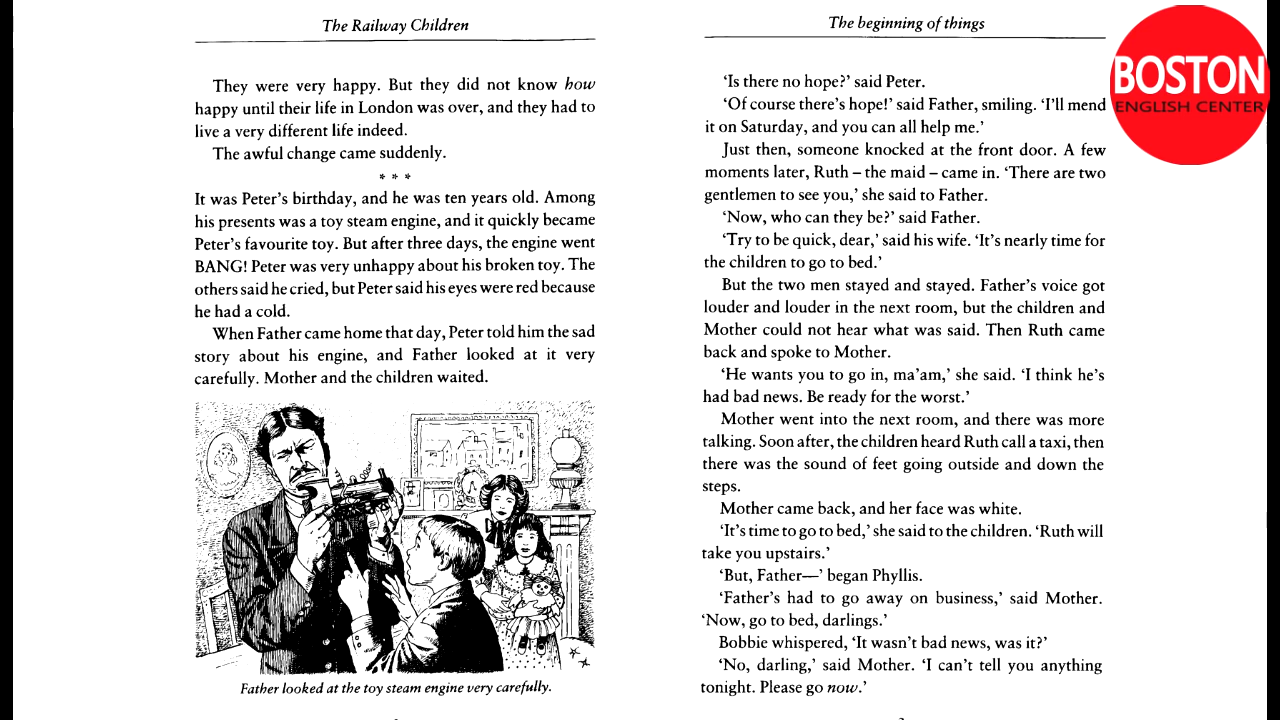 The Railway Children
They were very happy. But they did not know how
happy until their life in London was over, and they had to
live a very different life indeed.
The awful change came suddenly.
* * *
It was Peter's birthday, and he was ten years old. Among
his presents was a toy steam engine, and it quickly became
Peter's favourite toy. But after three days, the engine went
BANG! Peter was very unhappy about his broken toy. The
others said he cried, but Peter said his eyes were red because
he had a cold.
When Father came home that day, Peter told him the sad
story about his engine, and Father looked at it very
carefully. Mother and the children waited.
Father looked at the toy steam engine very carefully.
The beginning of things
‘Is there no hope?’ said Peter.
‘Of course there's hope!’ said Father, smiling. ‘I'll mend
it on Saturday, and you can all help me.’
Just then, someone knocked at the front door. A few
moments later, Ruth – the maid – came in. ‘There are two
gentlemen to see you,’ she said to Father.
‘Now, who can they be?’ said Father.
‘Try to be quick, dear,’ said his wife. ‘It's nearly time for
the children to go to bed.’
But the two men stayed and stayed. Father's voice got
louder and louder in the next room, but the children and
Mother could not hear what was said. Then Ruth came
back and spoke to Mother.
‘He wants you to go in, ma'am,’ she said. ‘I think he's
had bad news. Be ready for the worst.’
Mother went into the next room, and there was more
talking. Soon after, the children heard Ruth call a taxi, then
there was the sound of feet going outside and down the
steps.
Mother came back, and her face was white.
‘It's time to go to bed,’ she said to the children. ‘Ruth will
take you upstairs.’
‘But, Father—’ began Phyllis.
‘Father's had to go away on business,’ said Mother.
‘Now, go to bed, darlings.’
Bobbie whispered, ‘It wasn't bad news, was it?’
‘No, darling,’ said Mother. ‘I can't tell you anything
tonight. Please go now.’
BOSTON
ENGLISH CENTER